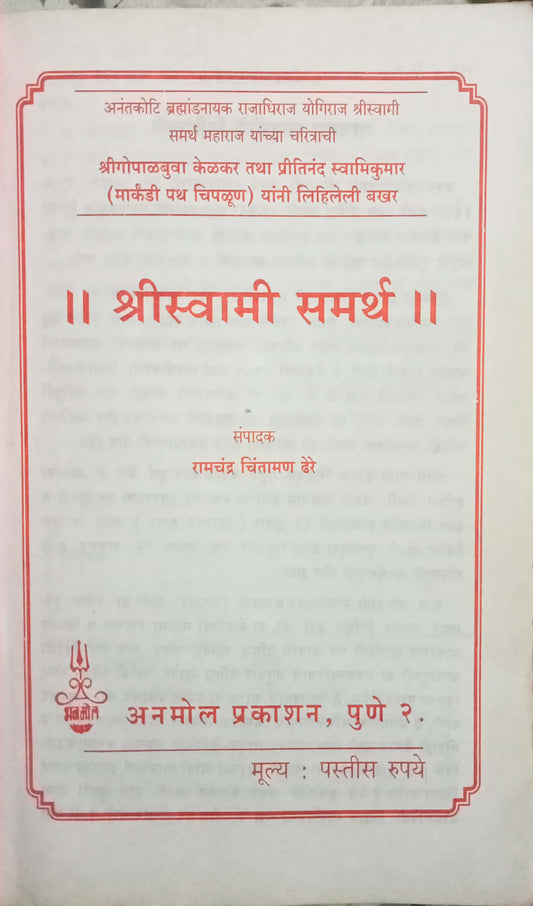 अनंतकोटि ब्रह्मांडनायक राजाधिराज योगिराज श्रीस्वामी
समर्थ महाराज यांच्या चरित्राची
श्रीगोपाळबुवा केळकर तथा प्रीतिनंद स्वामिकुमार
(मार्कंडी पथ चिपळूण) यांनी लिहिलेली बखर
।। श्रीस्वामी समर्थ ।।
संपादक
रामचंद्र चिंतामण ढेरे
अनमोल
अनमोल प्रकाशन, पुणे २.
मूल्य : पस्तीस रुपये